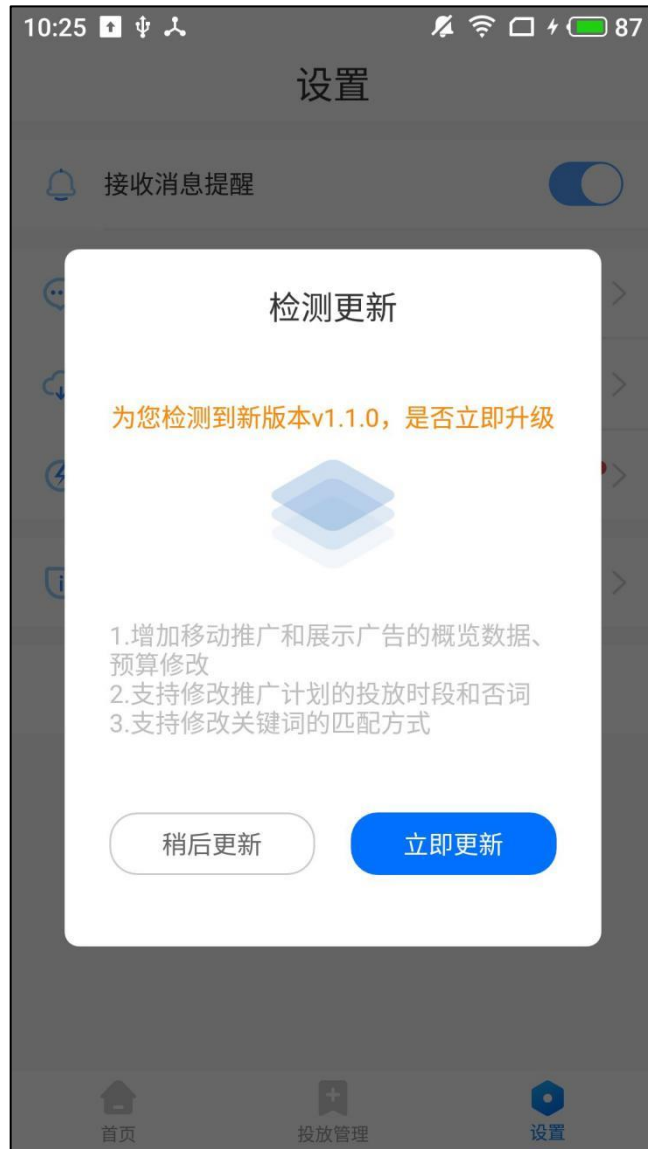 10:25
87
设置
接收消息提醒
检测更新
为您检测到新版本v1.1.0，是否立即升级
1.增加移动推广和展示广告的概览数据、
预算修改
2.支持修改推广计划的投放时段和否词
3.支持修改关键词的匹配方式
稍后更新
立即更新
首页
投放管理
设置